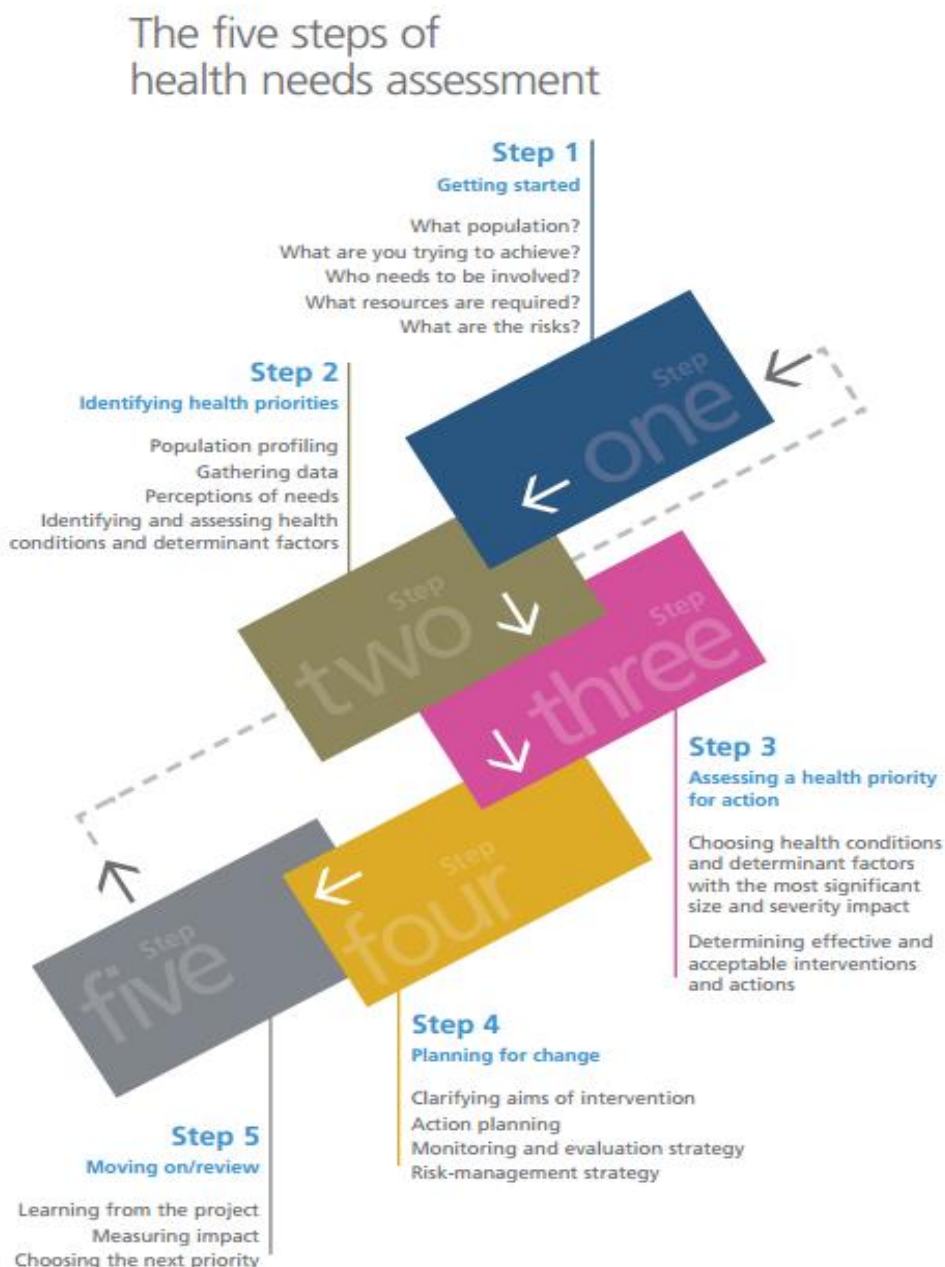 The five steps of
health needs assessment
Step 1
Getting started
What population?
What are you trying to achieve?
Who needs to be involved?
What resources are required?
What are the risks?
Step
one
Step 2
Identifying health priorities
Population profiling
Gathering data
Perceptions of needs
Identifying and assessing health
conditions and determinant factors
Step
two
Step
three
Step 3
Assessing a health priority
for action
Choosing health conditions
and determinant factors
with the most significant
size and severity impact
Determining effective and
acceptable interventions
and actions
Step
four
Step 4
Planning for change
Clarifying aims of intervention
Action planning
Monitoring and evaluation strategy
Risk-management strategy
Step
five
Step 5
Moving on/review
Learning from the project
Measuring impact
Choosing the next priority